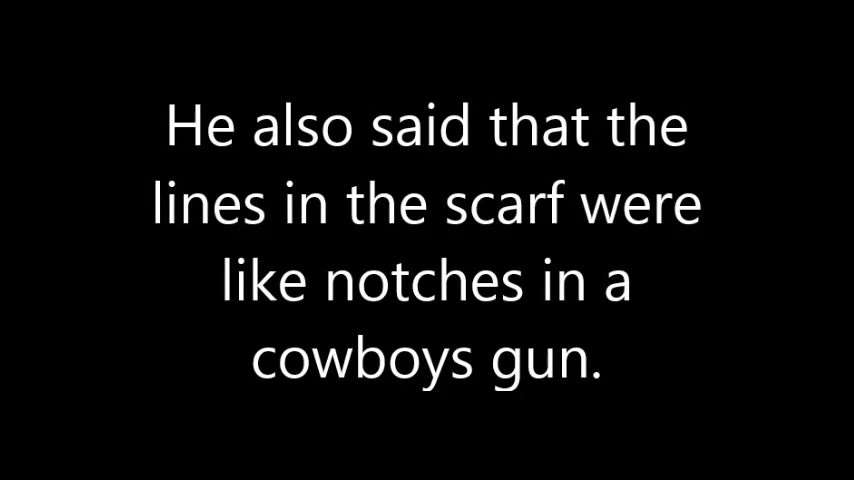 He also said that the
lines in the scarf were
like notches in a
cowboys gun.